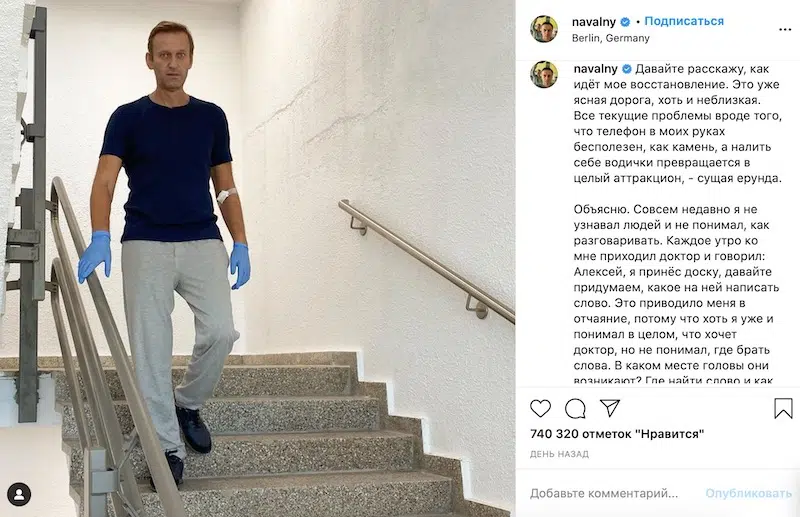 navalny • Подписаться
Berlin, Germany
navalny Давайте расскажу, как
идёт мое восстановление. Это уже
ясная дорога, хоть и неблизкая.
Все текущие проблемы вроде того,
что телефон в моих руках
бесполезен, как камень, а налить
себе водички превращается в
целый аттракцион, - сущая ерунда.
Объясню. Совсем недавно я не
узнавал людей и не понимал, как
разговаривать. Каждое утро ко
мне приходил доктор и говорил:
Алексей, я принёс доску, давайте
придумаем, какое на ней написать
слово. Это приводило меня в
отчаяние, потому что хоть я уже и
понимал в целом, что хочет
доктор, но не понимал, где брать
слова. В каком месте головы они
возникают? Где найти слово и как
740 320 отметок "Нравится"
ДЕНЬ НАЗАД
Добавьте комментарий... Опубликовать